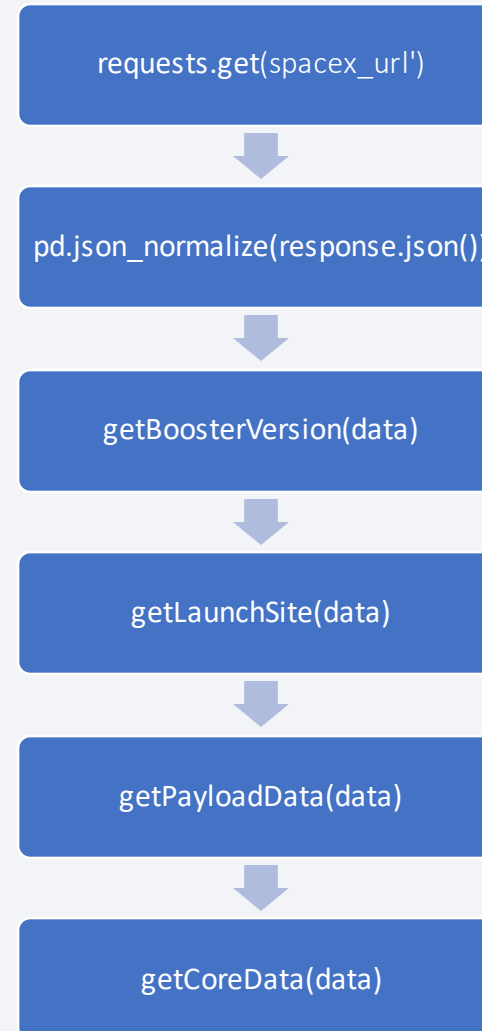 requests.get(spacex_url')
pd.json_normalize(response.json())
getBoosterVersion(data)
getLaunchSite(data)
getPayloadData(data)
getCoreData(data)